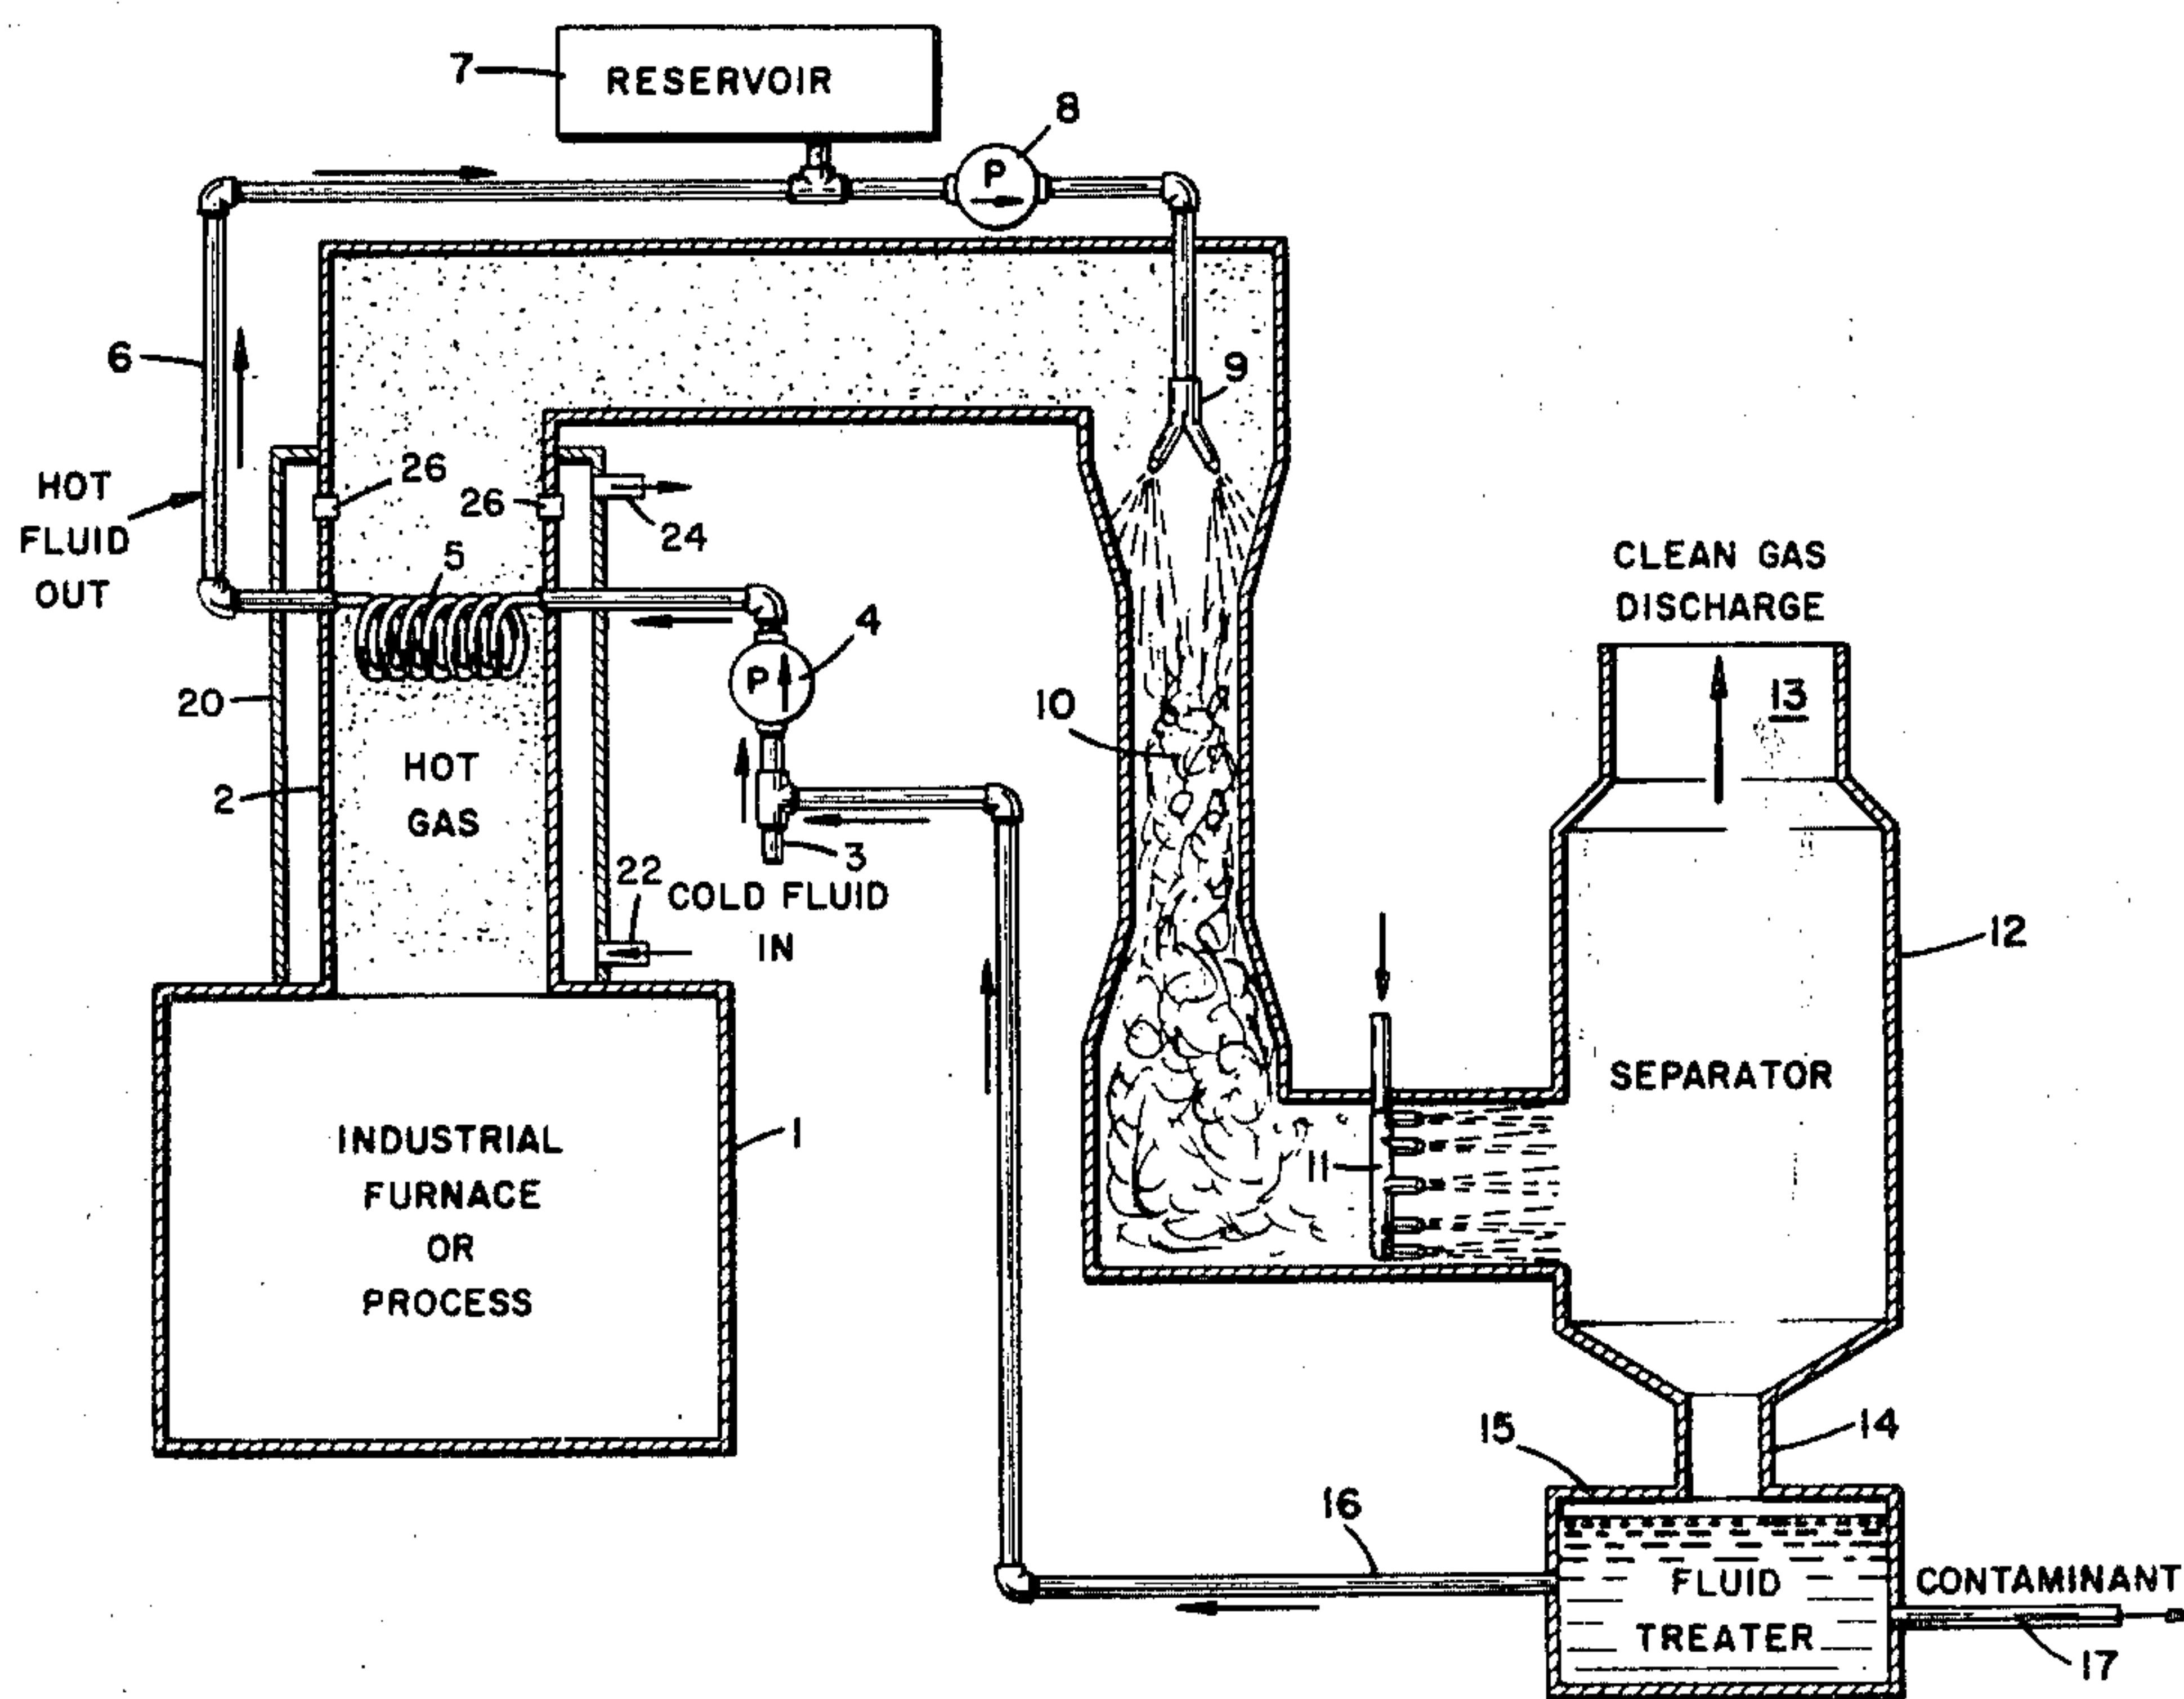 7
RESERVOIR
8
P
6
9
HOT
FLUID
OUT
26
26
24
5
4
P
20
HOT
GAS
2
3
22
COLD FLUID
IN
10
CLEAN GAS
DISCHARGE
13
12
SEPARATOR
11
INDUSTRIAL
FURNACE
OR
PROCESS
1
14
15
16
FLUID
TREATER
CONTAMINANT
17